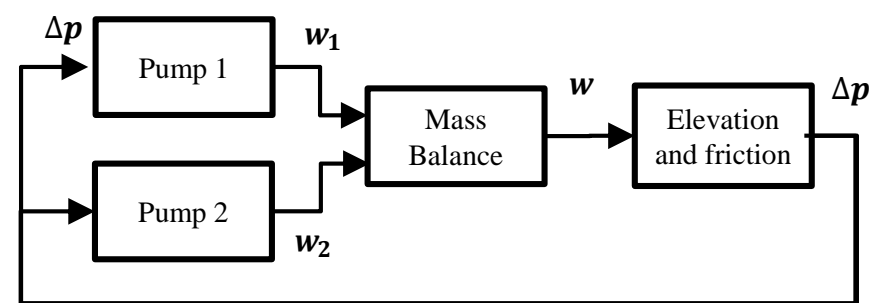 Δp
Pump 1
w₁
Mass
Balance
w
Elevation
and friction
Δp
Pump 2
w₂